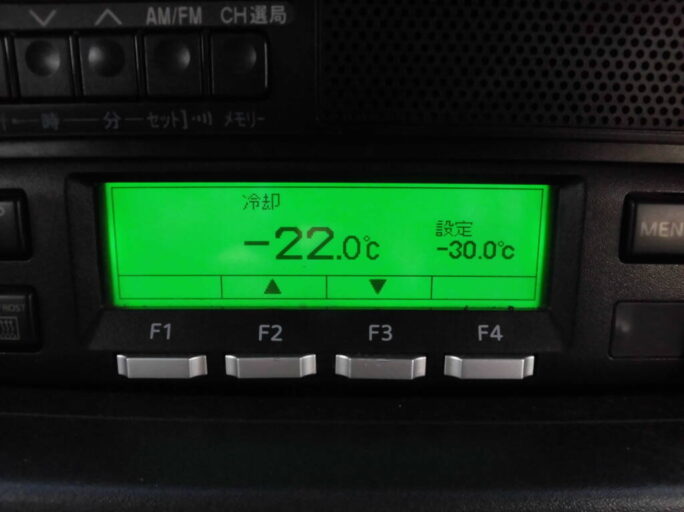 AM/FM CH選局
時 分 セット] メモリー
冷却
-22.0℃
設定
-30.0℃
▲ ▼
MEN
F1 F2 F3 F4